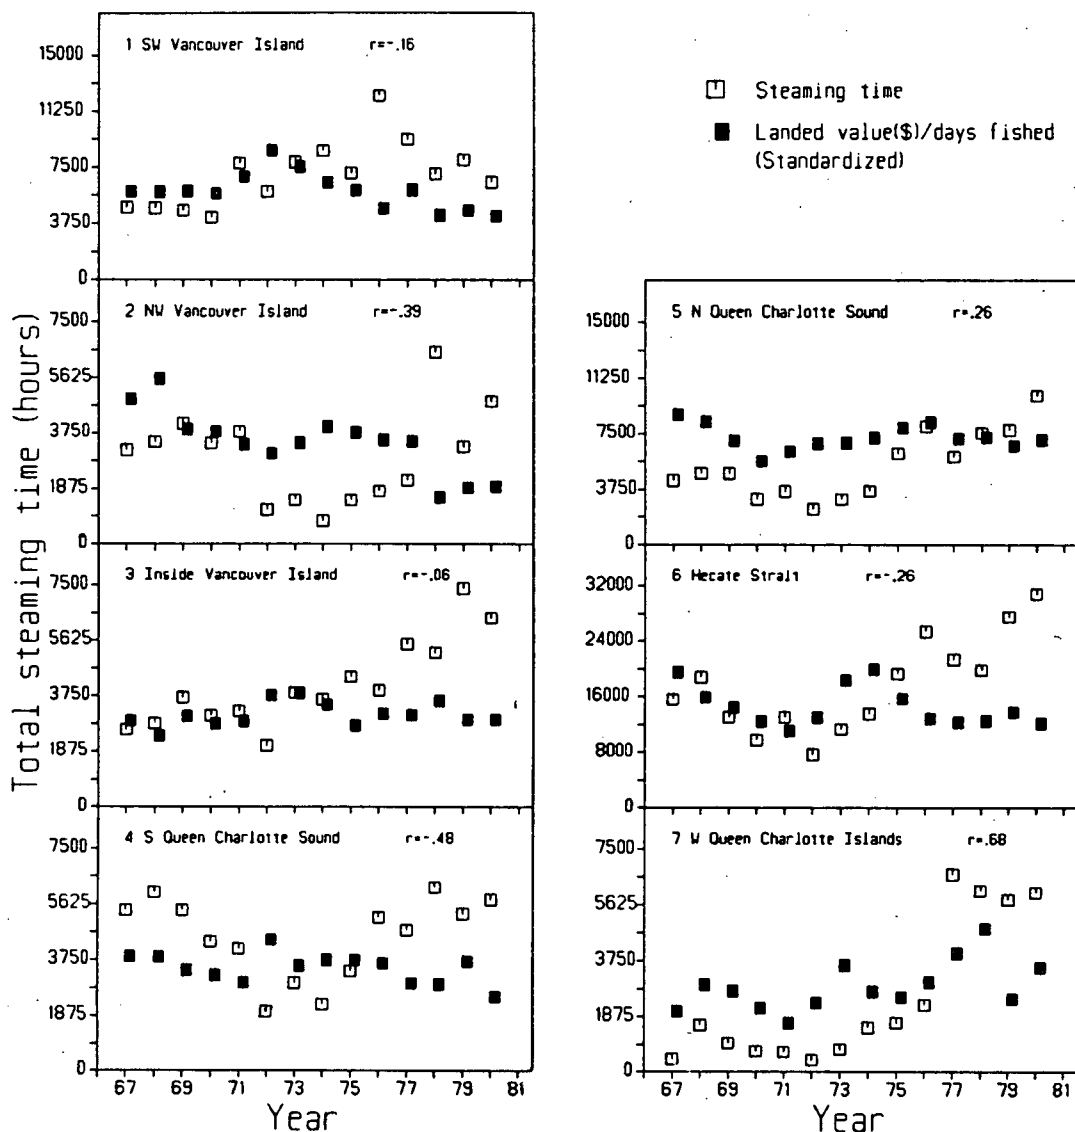 1 SW Vancouver Island r=-.16
15000
11250
7500
3750
0
Steaming time
Landed value($)/days fished
(Standardized)
2 NW Vancouver Island r=-.39
7500
5625
3750
1875
0
3 Inside Vancouver Island r=-.06
7500
5625
3750
1875
0
4 S Queen Charlotte Sound r=-.48
7500
5625
3750
1875
0
67 69 71 73 75 77 79 81
Year
Total steaming time (hours)
5 N Queen Charlotte Sound r=.26
15000
11250
7500
3750
0
6 Hecate Strait r=-.26
32000
24000
16000
8000
0
7 W Queen Charlotte Islands r=.68
7500
5625
3750
1875
0
67 69 71 73 75 77 79 81
Year